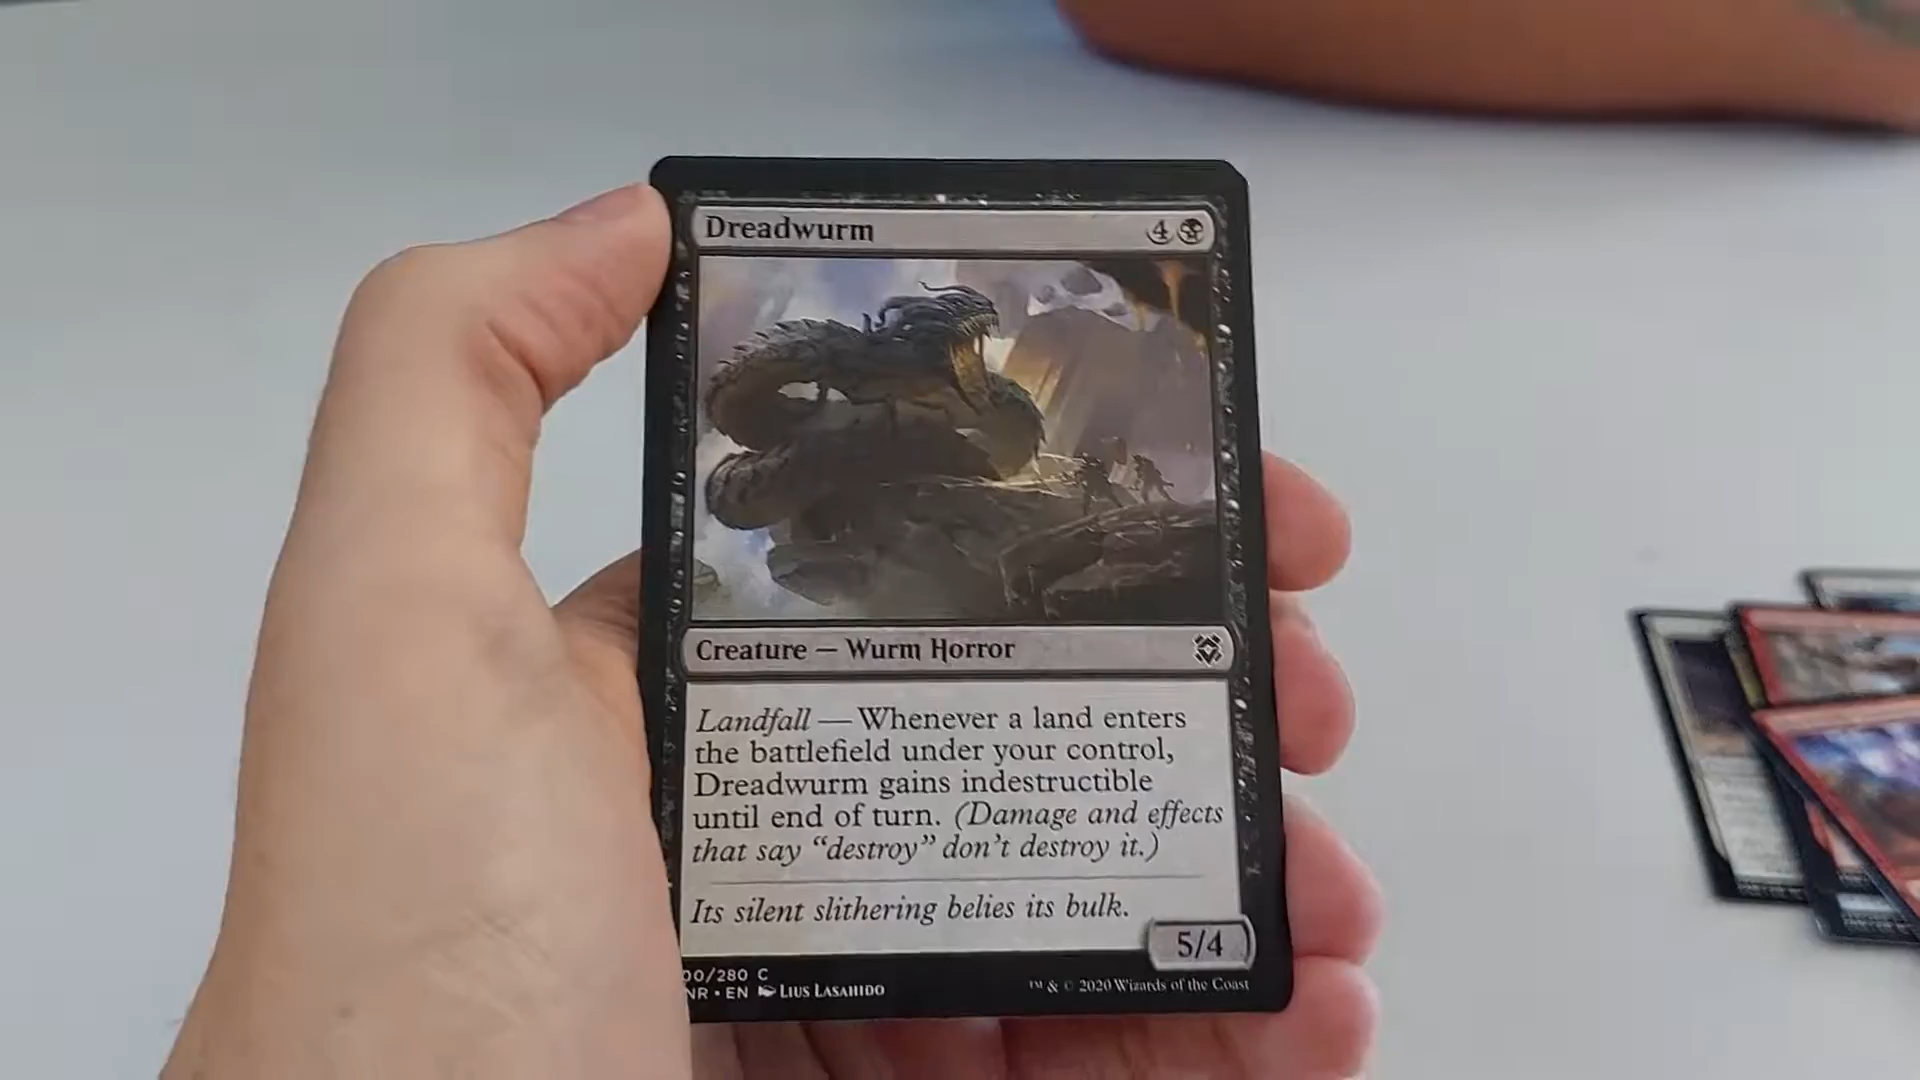 Dreadwurm 4
Creature — Wurm Horror
Landfall — Whenever a land enters
the battlefield under your control,
Dreadwurm gains indestructible
until end of turn. (Damage and effects
that say “destroy” don’t destroy it.)
Its silent slithering belies its bulk.
5/4
00/280 C
NR • EN Lius Lasahido
™ & © 2020 Wizards of the Coast